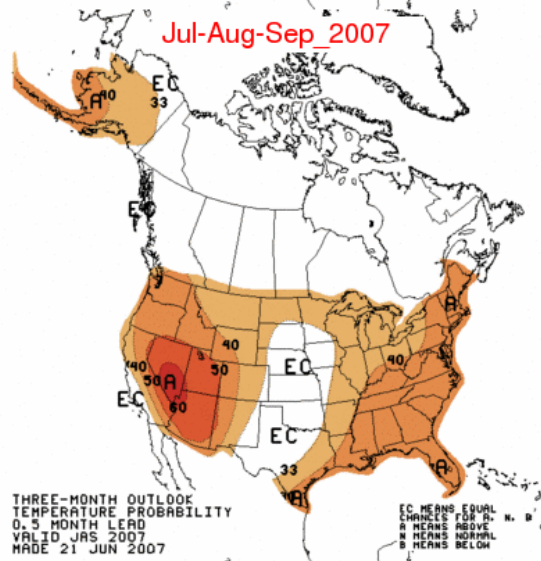 Jul-Aug-Sep_2007
EC
A 40
33
EC
A
40
EC
40
50
40
50 A
EC
60
EC
A
33
A
THREE-MONTH OUTLOOK
TEMPERATURE PROBABILITY
0.5 MONTH LEAD
VALID JAS 2007
MADE 21 JUN 2007
EC MEANS EQUAL
CHANCES FOR A, N, B
A MEANS ABOVE
N MEANS NORMAL
B MEANS BELOW